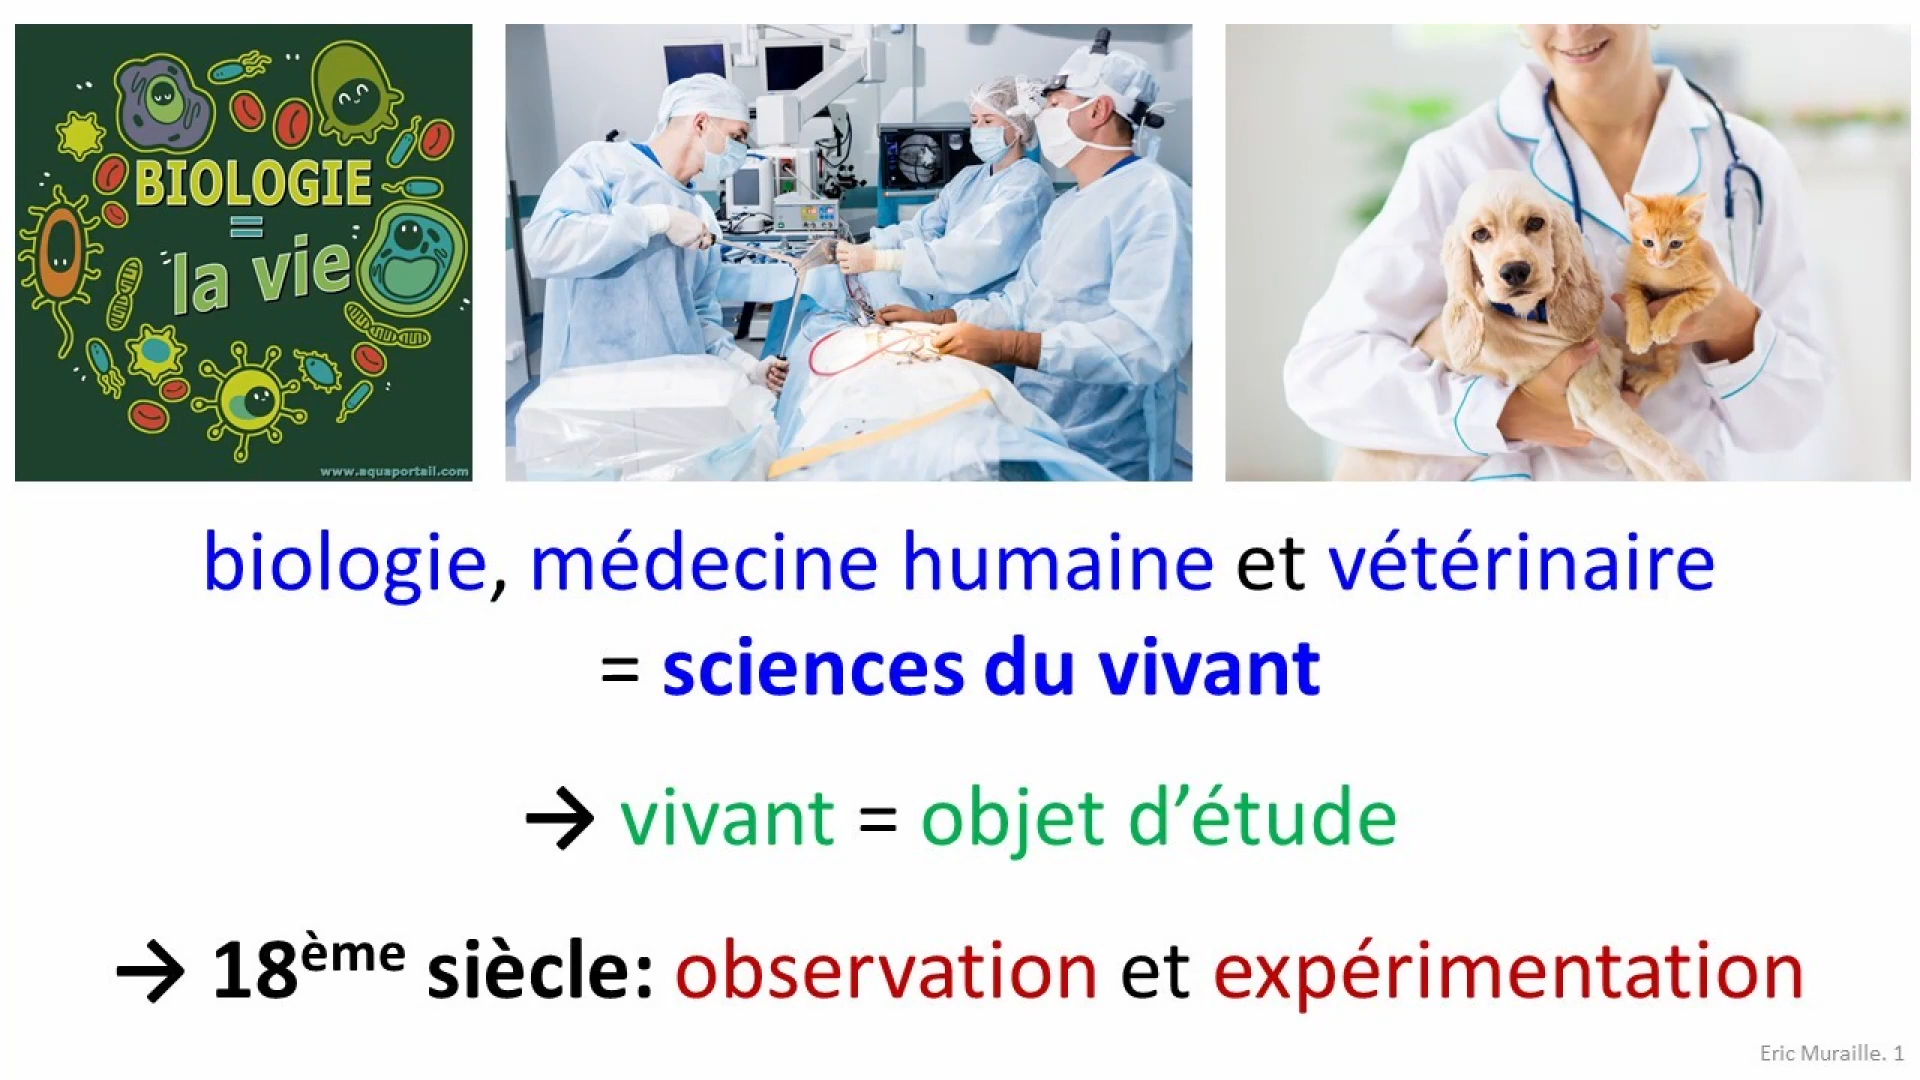 BIOLOGIE
=
la vie
www.aquaportail.com
biologie, médecine humaine et vétérinaire
= sciences du vivant
→ vivant = objet d’étude
→ 18ème siècle: observation et expérimentation
Eric Muraille. 1